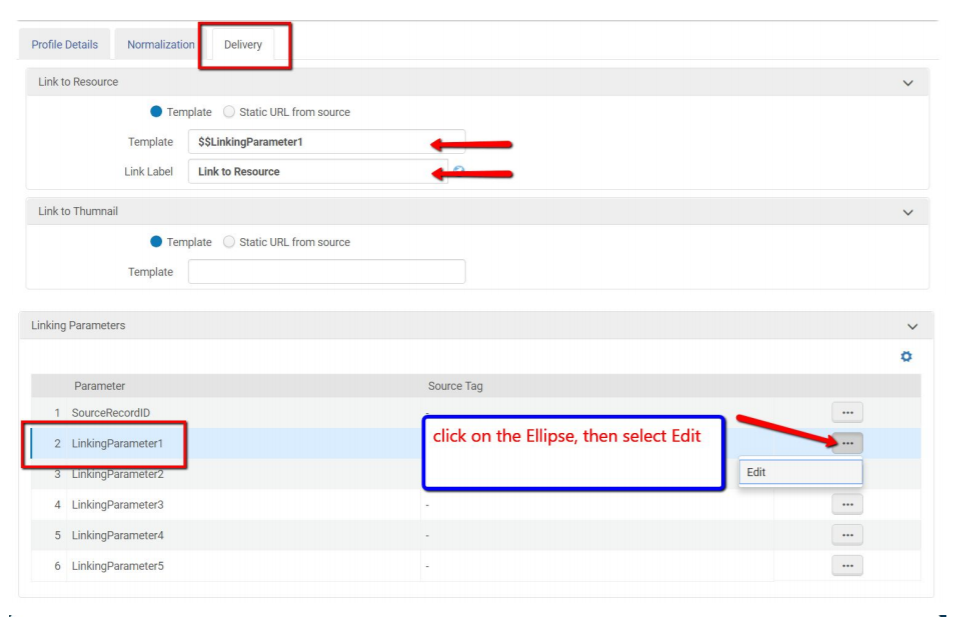 Profile Details Normalization Delivery
Link to Resource
Template Static URL from source
Template $$LinkingParameter1
Link Label Link to Resource
Link to Thumnail
Template Static URL from source
Template
Linking Parameters
Parameter Source Tag
1 SourceRecordID -
2 LinkingParameter1 click on the Ellipse, then select Edit
3 LinkingParameter2 Edit
4 LinkingParameter3 -
5 LinkingParameter4 -
6 LinkingParameter5 -